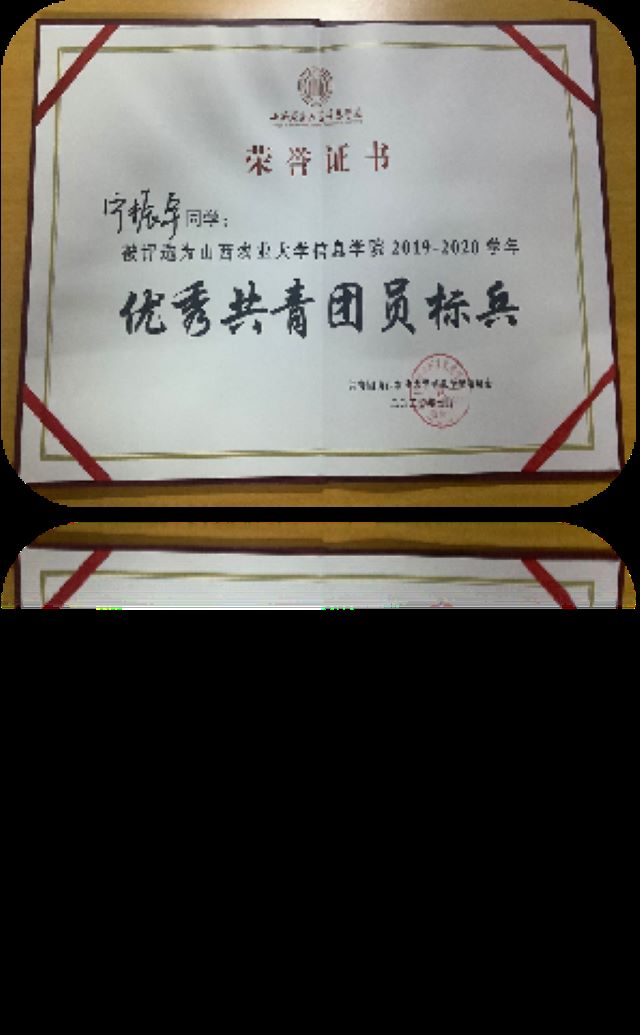 荣誉证书
宁振卓同学：
被评选为山西农业大学信息学院2019-2020学年
优秀共青团员标兵